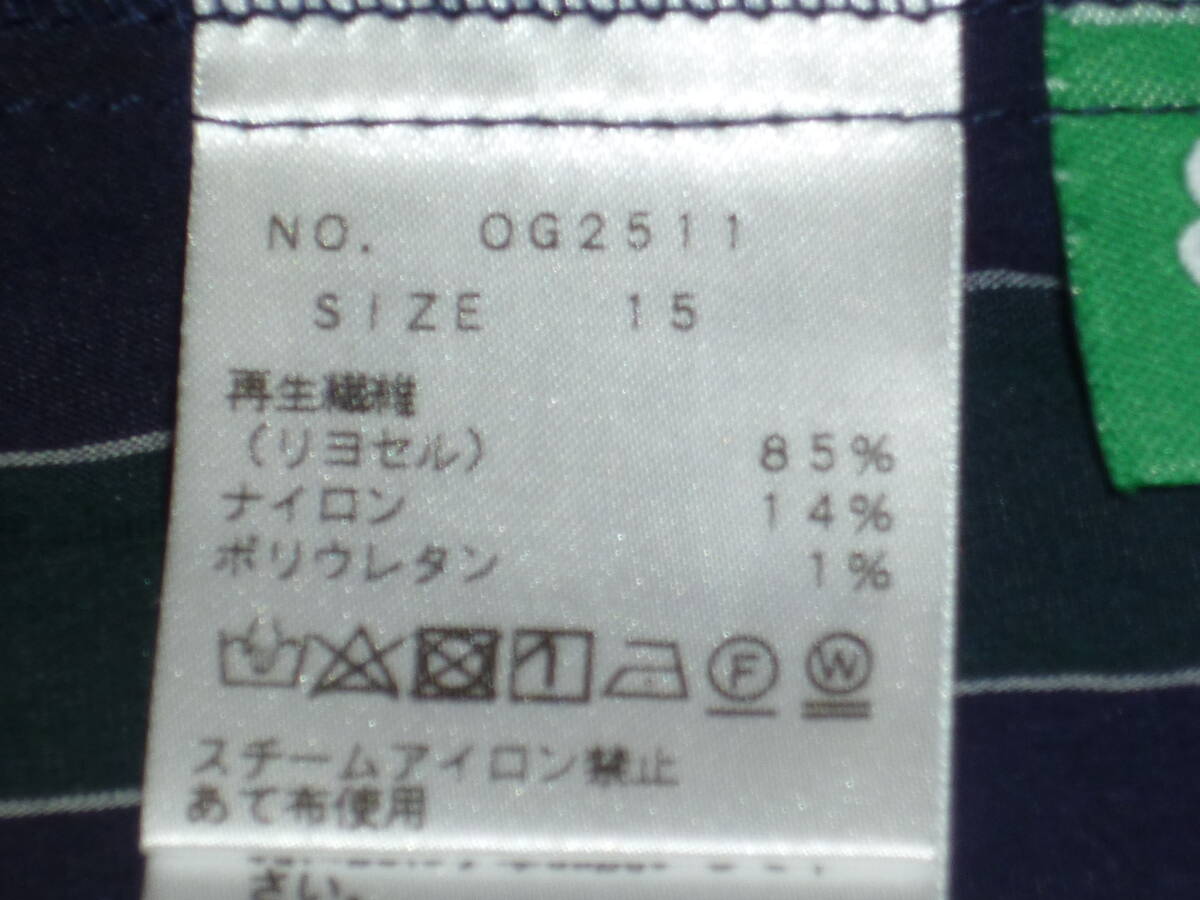 NO. OG2511
SIZE 15
再生繊維
(リヨセル) 85%
ナイロン 14%
ポリウレタン 1%
F W
スチームアイロン禁止
あて布使用
さい。